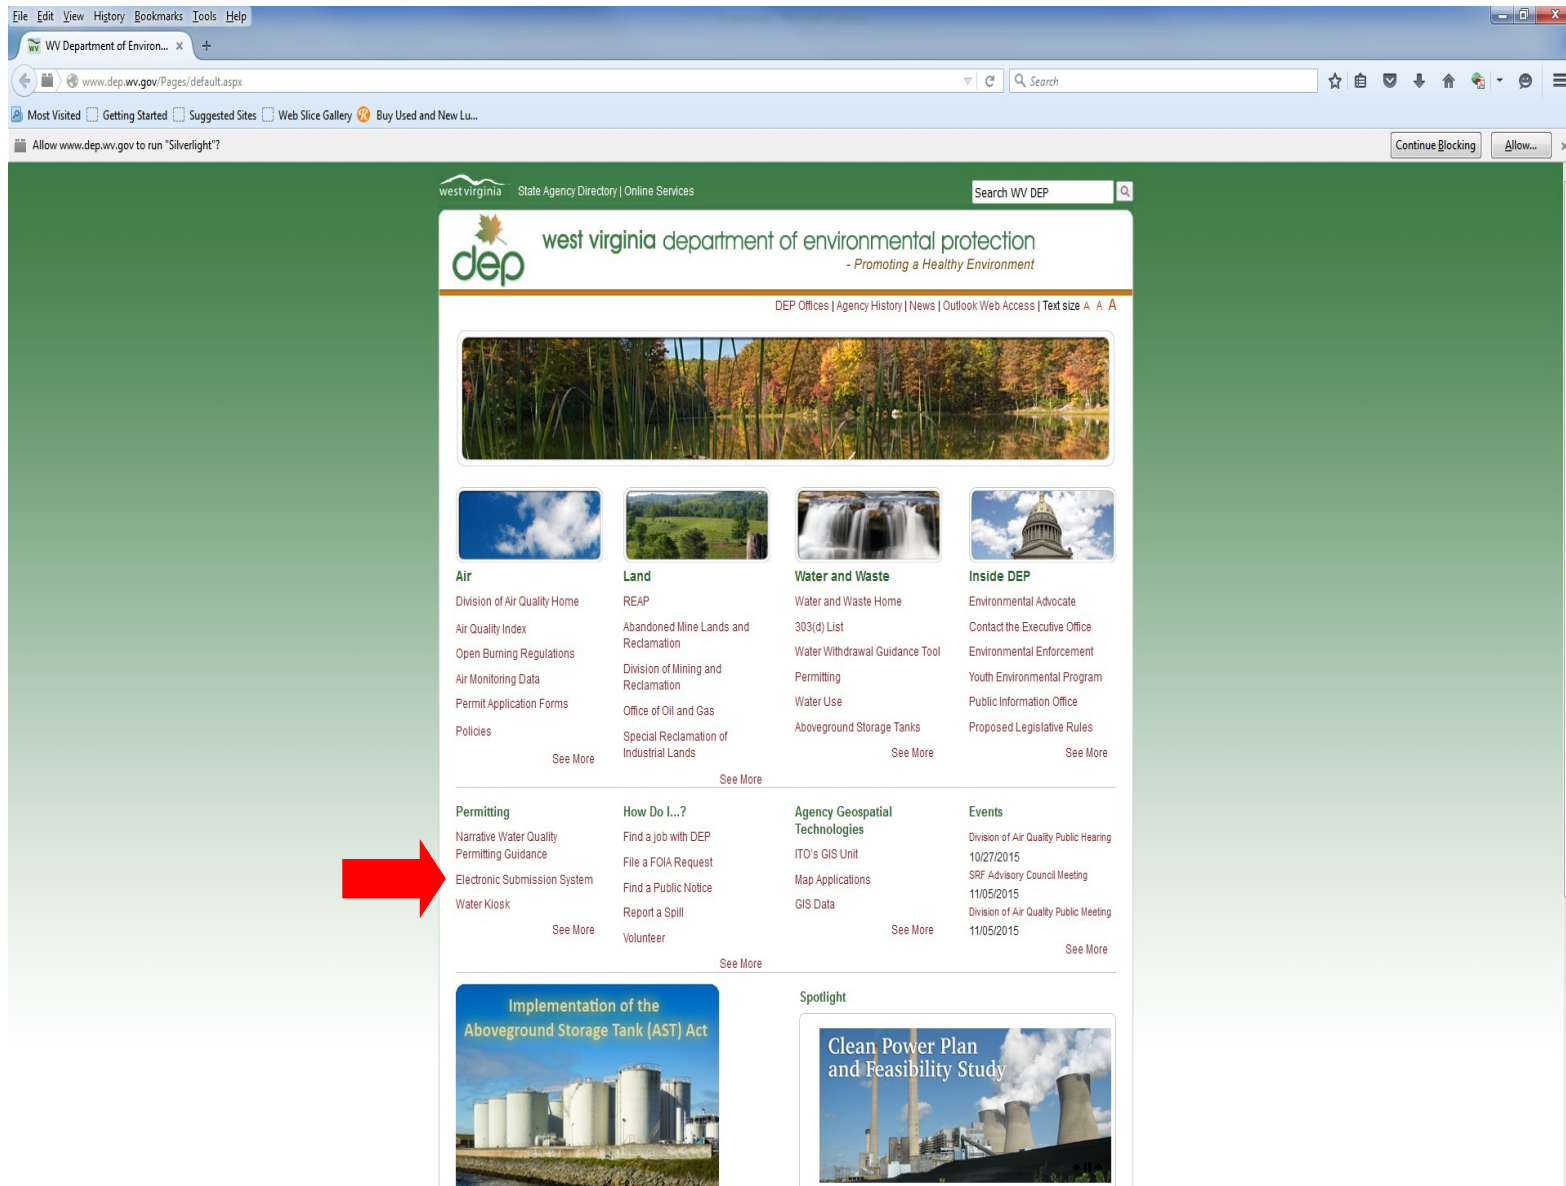 File Edit View History Bookmarks Tools Help
WV Department of Environ... × +
www.dep.wv.gov/Pages/default.aspx
Search
Most Visited Getting Started Suggested Sites Web Slice Gallery Buy Used and New Lu...
Allow www.dep.wv.gov to run "Silverlight"?
Continue Blocking
Allow...
west virginia State Agency Directory | Online Services
Search WV DEP
dep
west virginia department of environmental protection
- Promoting a Healthy Environment
DEP Offices | Agency History | News | Outlook Web Access | Text size A A A
Air
Division of Air Quality Home
Air Quality Index
Open Burning Regulations
Air Monitoring Data
Permit Application Forms
Policies
See More
Land
REAP
Abandoned Mine Lands and
Reclamation
Division of Mining and
Reclamation
Office of Oil and Gas
Special Reclamation of
Industrial Lands
See More
Water and Waste
Water and Waste Home
303(d) List
Water Withdrawal Guidance Tool
Permitting
Water Use
Aboveground Storage Tanks
See More
Inside DEP
Environmental Advocate
Contact the Executive Office
Environmental Enforcement
Youth Environmental Program
Public Information Office
Proposed Legislative Rules
See More
Permitting
Narrative Water Quality
Permitting Guidance
Electronic Submission System
Water Kiosk
See More
How Do I...?
Find a job with DEP
File a FOIA Request
Find a Public Notice
Report a Spill
Volunteer
See More
Agency Geospatial
Technologies
ITO's GIS Unit
Map Applications
GIS Data
See More
Events
Division of Air Quality Public Hearing
10/27/2015
SRF Advisory Council Meeting
11/05/2015
Division of Air Quality Public Meeting
11/05/2015
See More
Implementation of the
Aboveground Storage Tank (AST) Act
Spotlight
Clean Power Plan
and Feasibility Study